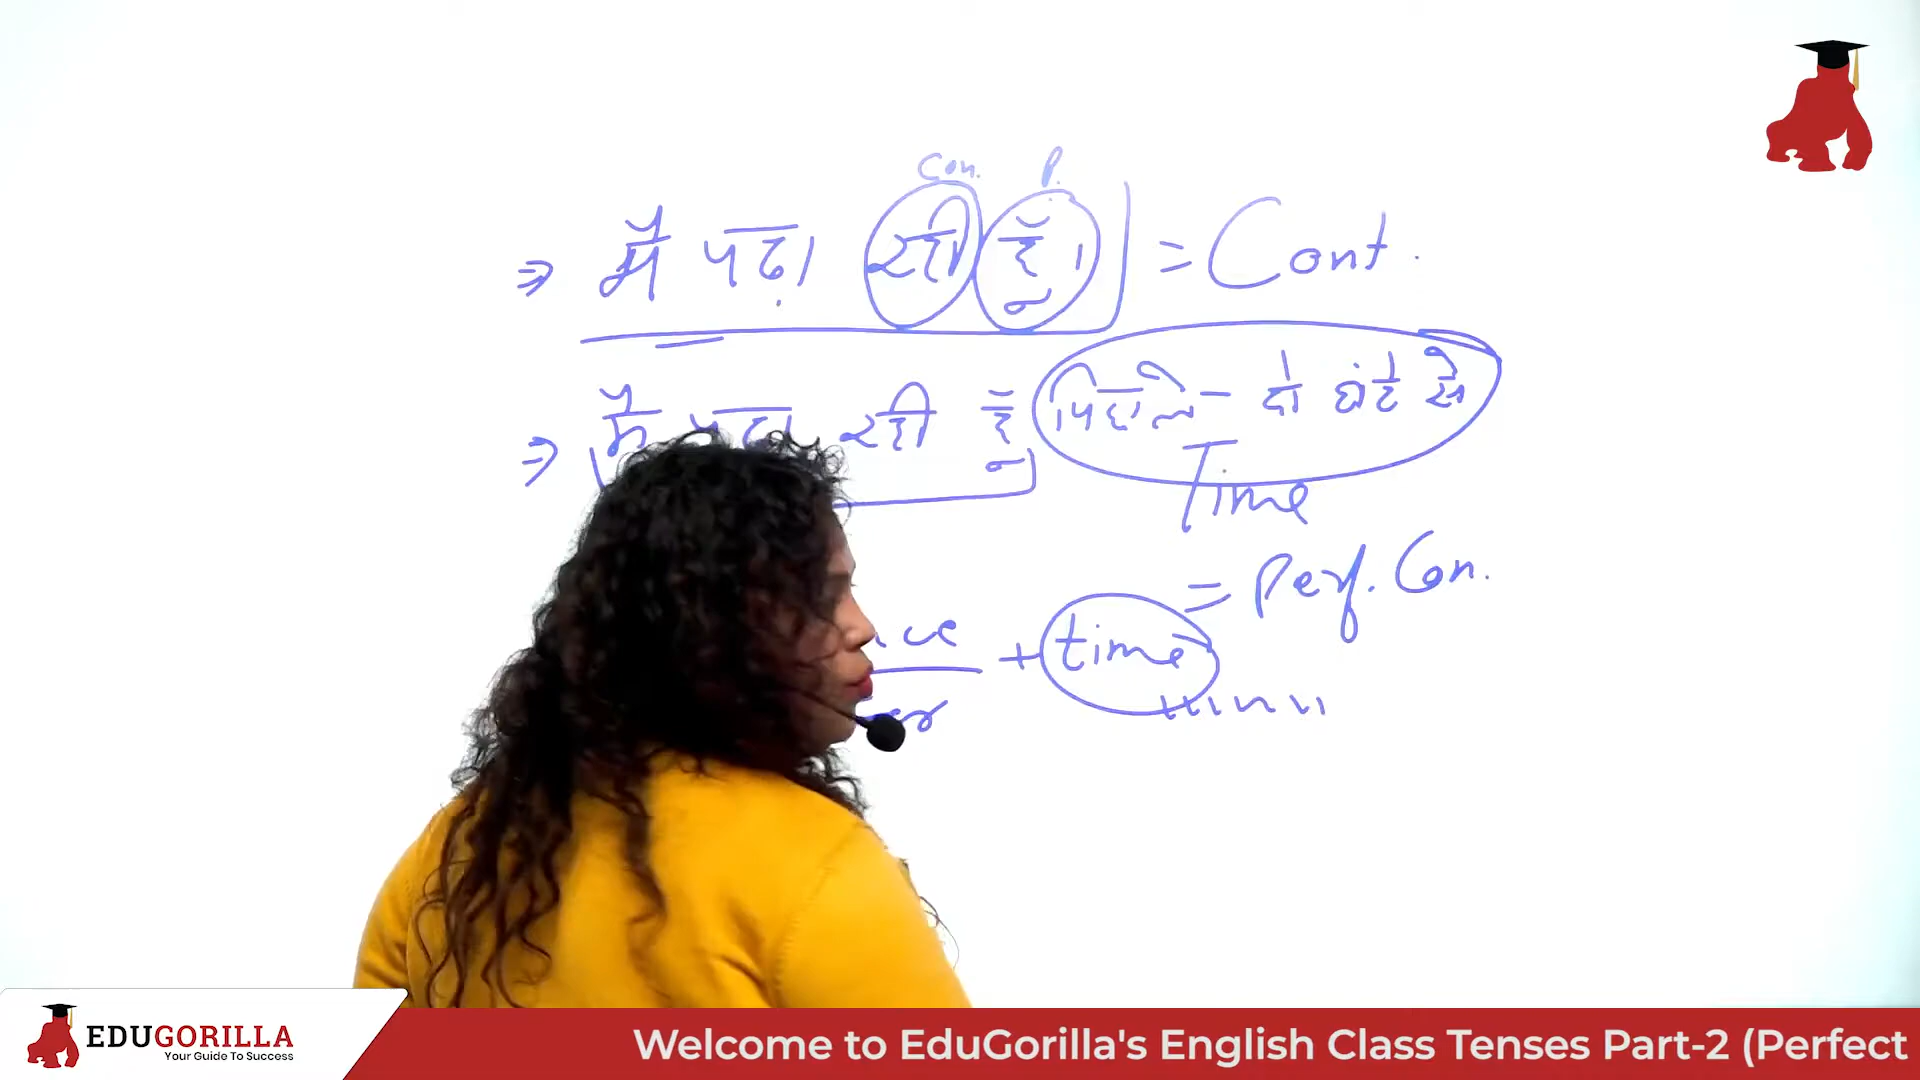 Con. P.
⇒ मैं पढ़ा रही हूँ। = Cont.
⇒ मैं पढ़ा रही हूँ पिछले - दो घंटे से
Time
= Perf. Con.
+ time
EDUGORILLA
Your Guide To Success
Welcome to EduGorilla's English Class Tenses Part-2 (Perfect